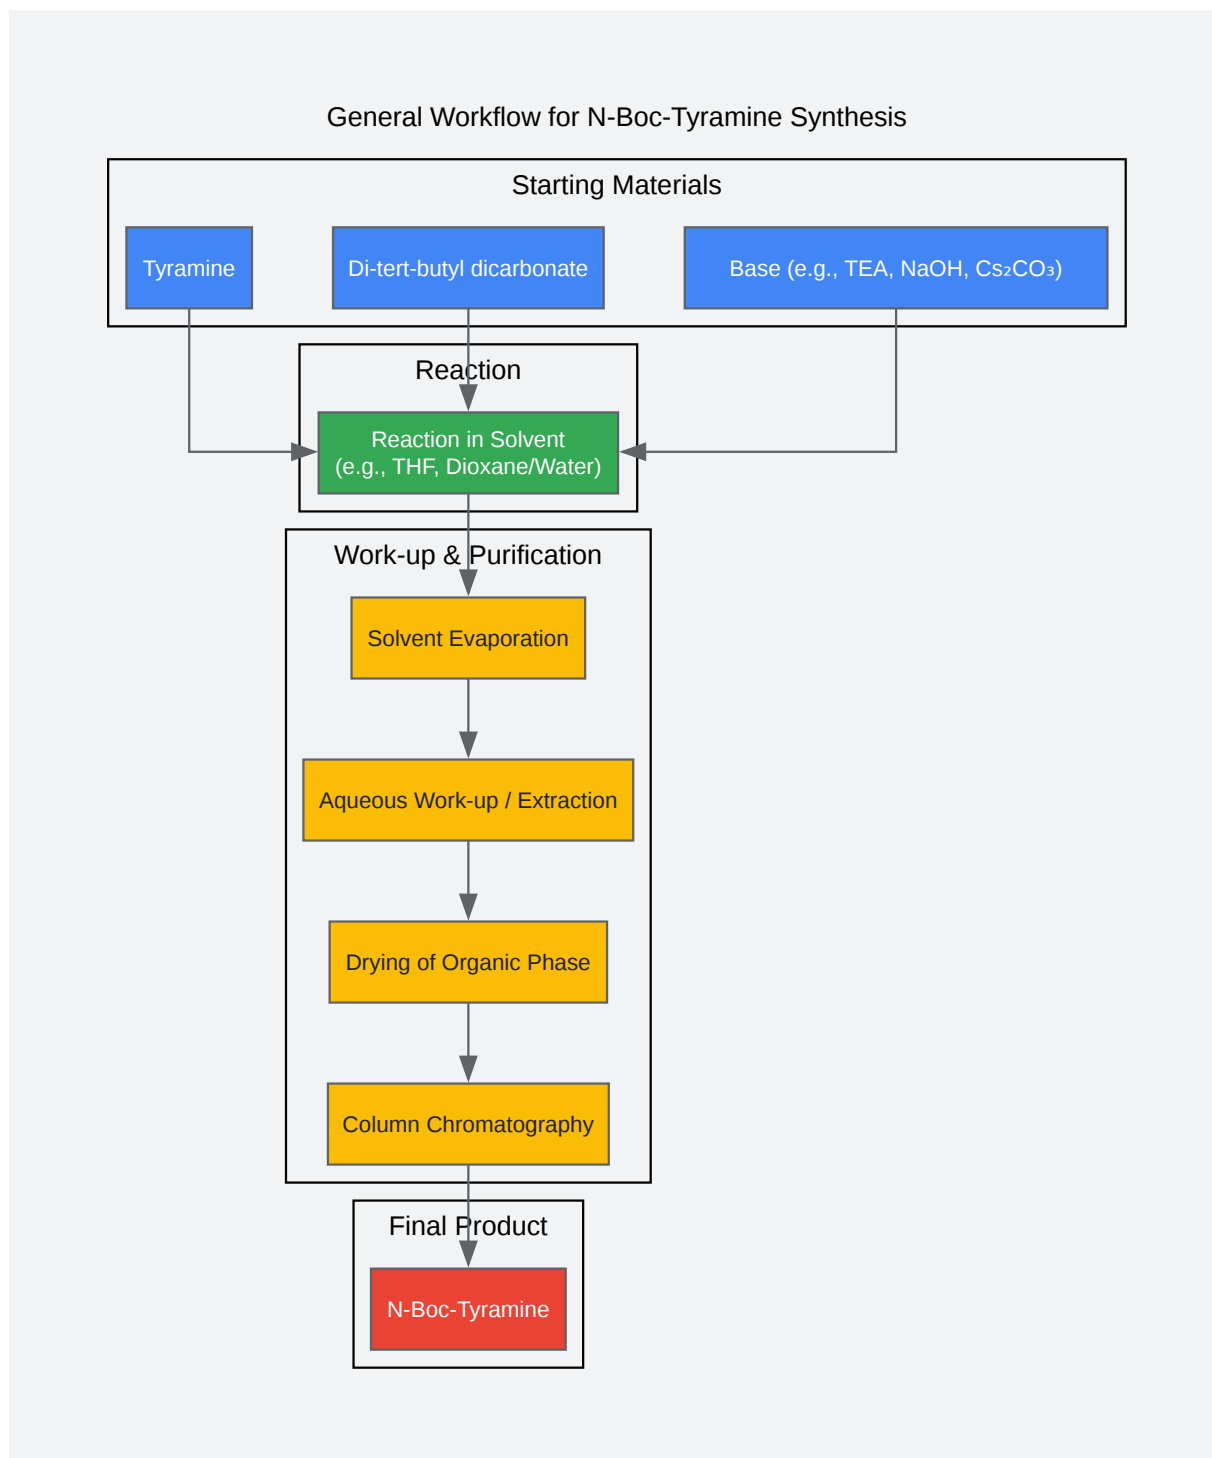 General Workflow for N-Boc-Tyramine Synthesis
Starting Materials
Tyramine
Di-tert-butyl dicarbonate
Base (e.g., TEA, NaOH, Cs₂CO₃)
Reaction
Reaction in Solvent
(e.g., THF, Dioxane/Water)
Work-up & Purification
Solvent Evaporation
Aqueous Work-up / Extraction
Drying of Organic Phase
Column Chromatography
Final Product
N-Boc-Tyramine